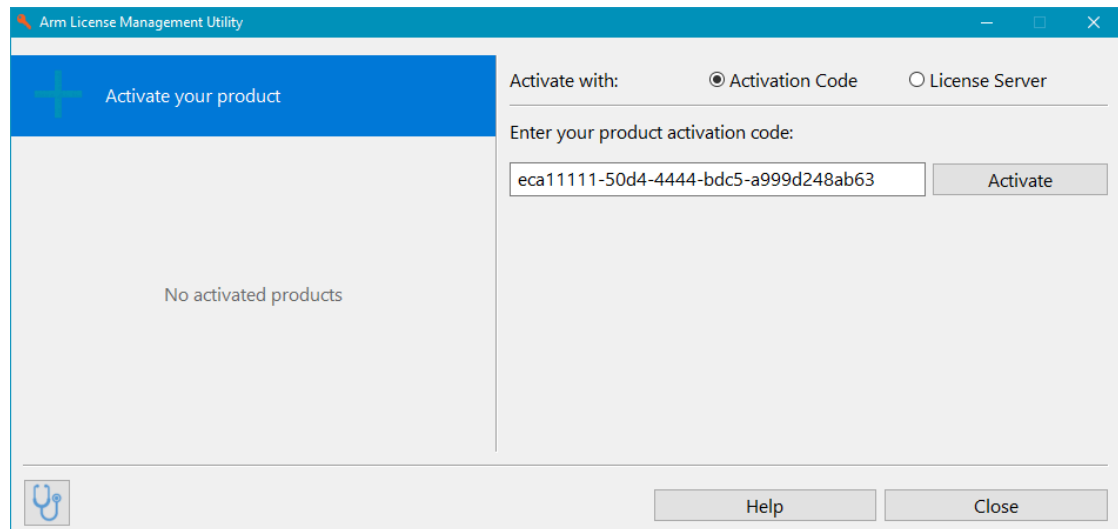 Arm License Management Utility
Activate your product
No activated products
Activate with: Activation Code License Server
Enter your product activation code:
eca11111-50d4-4444-bdc5-a999d248ab63 Activate
Help Close